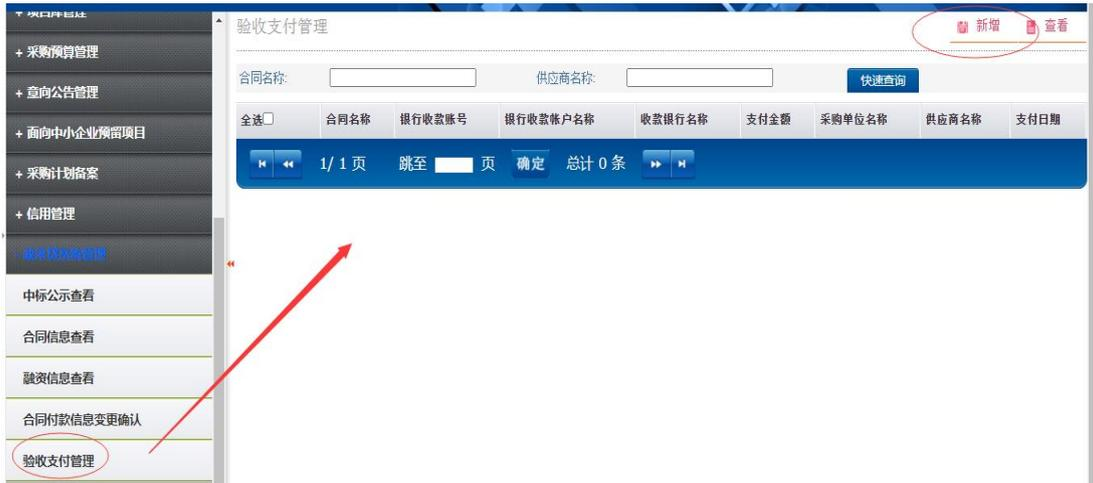 验收支付管理
新增
查看
+ 采购预算管理
+ 意向公告管理
+ 面向中小企业预留项目
+ 采购计划备案
+ 信用管理
中标公示查看
合同信息查看
融资信息查看
合同付款信息变更确认
验收支付管理
合同名称:
供应商名称:
快速查询
全选 合同名称 银行收款账号 银行收款帐户名称 收款银行名称 支付金额 采购单位名称 供应商名称 支付日期
1/ 1 页 跳至 页 确定 总计 0 条